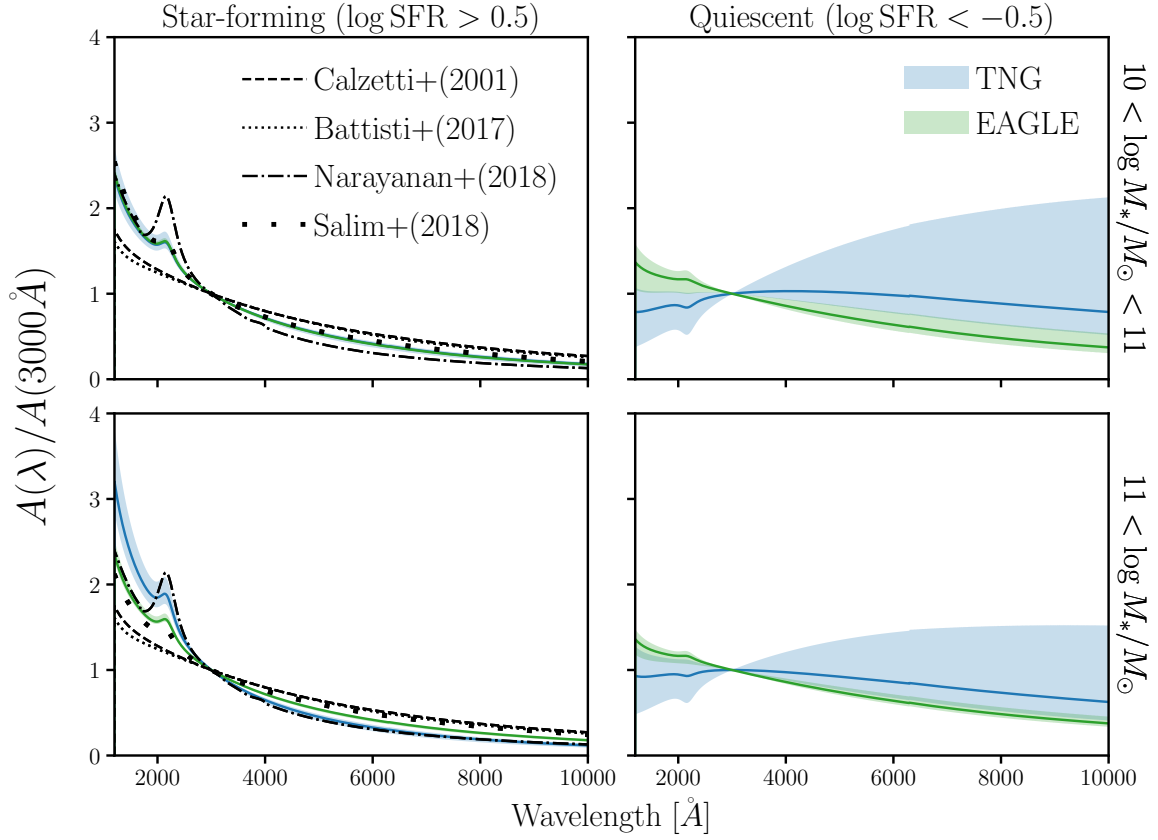 Star-forming (log SFR > 0.5)
Quiescent (log SFR < −0.5)
4
3
2
1
0
Calzetti+(2001)
Battisti+(2017)
Narayanan+(2018)
Salim+(2018)
TNG
EAGLE
10 < log M∗/M⊙ < 11
A(λ)/A(3000Å)
4
3
2
1
0
11 < log M∗/M⊙
2000 4000 6000 8000 10000
2000 4000 6000 8000 10000
Wavelength [Å]